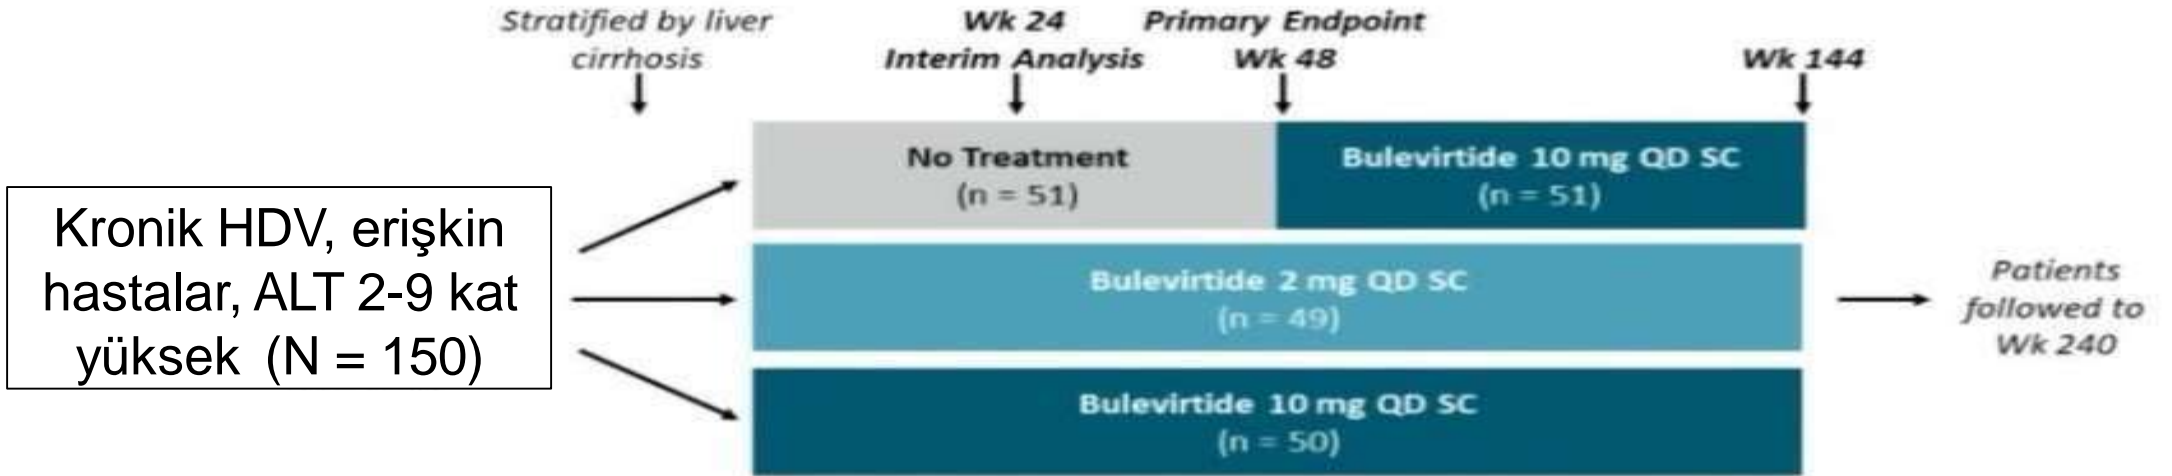 Stratified by liver
cirrhosis
Wk 24
Interim Analysis
Primary Endpoint
Wk 48
Wk 144
Kronik HDV, erişkin
hastalar, ALT 2-9 kat
yüksek (N = 150)
No Treatment
(n = 51)
Bulevirtide 10 mg QD SC
(n = 51)
Bulevirtide 2 mg QD SC
(n = 49)
Bulevirtide 10 mg QD SC
(n = 50)
Patients
followed to
Wk 240